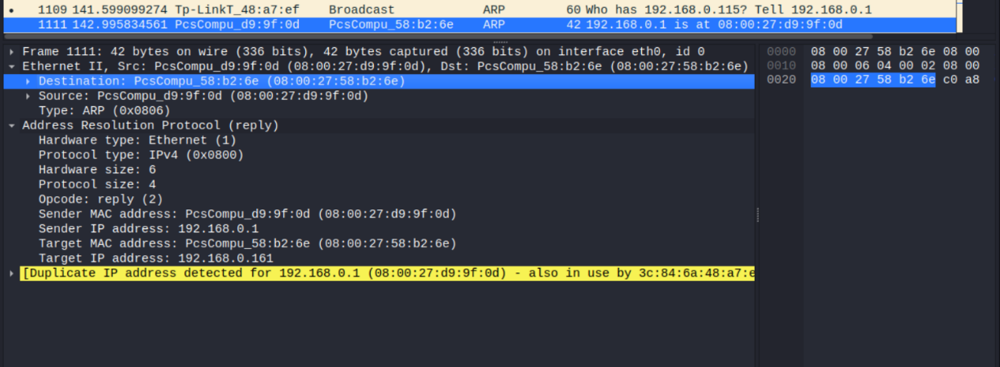 1109 141.599099274 Tp-LinkT_48:a7:ef Broadcast ARP 60 Who has 192.168.0.115? Tell 192.168.0.1
1111 142.995834561 PcsCompu_d9:9f:0d PcsCompu_58:b2:6e ARP 42 192.168.0.1 is at 08:00:27:d9:9f:0d
Frame 1111: 42 bytes on wire (336 bits), 42 bytes captured (336 bits) on interface eth0, id 0
Ethernet II, Src: PcsCompu_d9:9f:0d (08:00:27:d9:9f:0d), Dst: PcsCompu_58:b2:6e (08:00:27:58:b2:6e)
Destination: PcsCompu_58:b2:6e (08:00:27:58:b2:6e)
Source: PcsCompu_d9:9f:0d (08:00:27:d9:9f:0d)
Type: ARP (0x0806)
Address Resolution Protocol (reply)
Hardware type: Ethernet (1)
Protocol type: IPv4 (0x0800)
Hardware size: 6
Protocol size: 4
Opcode: reply (2)
Sender MAC address: PcsCompu_d9:9f:0d (08:00:27:d9:9f:0d)
Sender IP address: 192.168.0.1
Target MAC address: PcsCompu_58:b2:6e (08:00:27:58:b2:6e)
Target IP address: 192.168.0.161
[Duplicate IP address detected for 192.168.0.1 (08:00:27:d9:9f:0d) - also in use by 3c:84:6a:48:a7:e
0000 08 00 27 58 b2 6e 08 00
0010 08 00 06 04 00 02 08 00
0020 08 00 27 58 b2 6e c0 a8